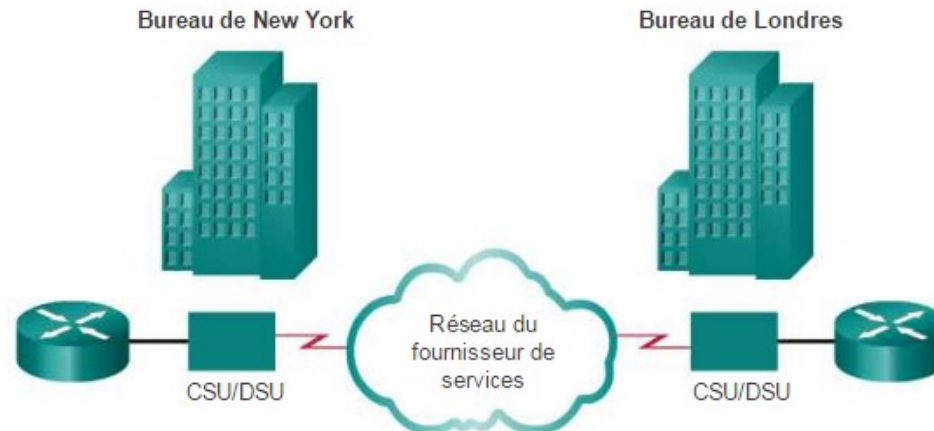 Bureau de New York
Bureau de Londres
Réseau du
fournisseur de
services
CSU/DSU
CSU/DSU